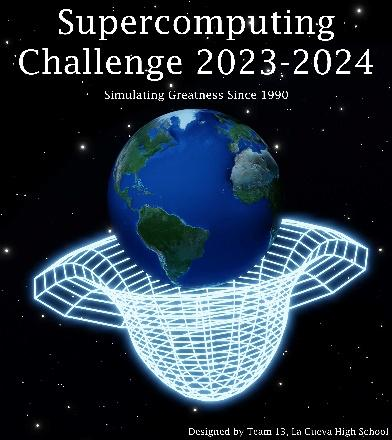 Supercomputing
Challenge 2023-2024
Simulating Greatness Since 1990
Designed by Team 13, La Cueva High School